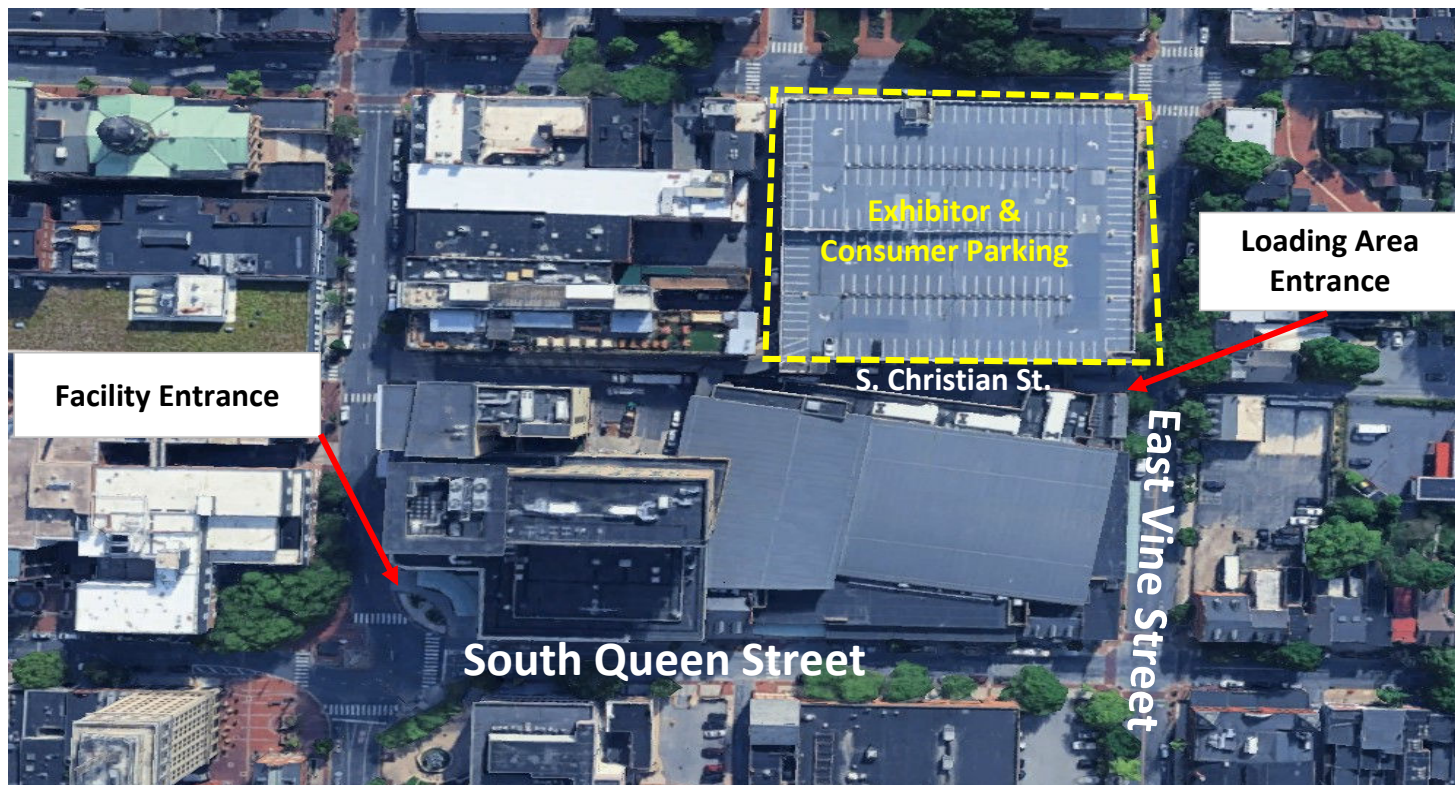 Exhibitor &
Consumer Parking
Loading Area
Entrance
S. Christian St.
Facility Entrance
East Vine Street
South Queen Street